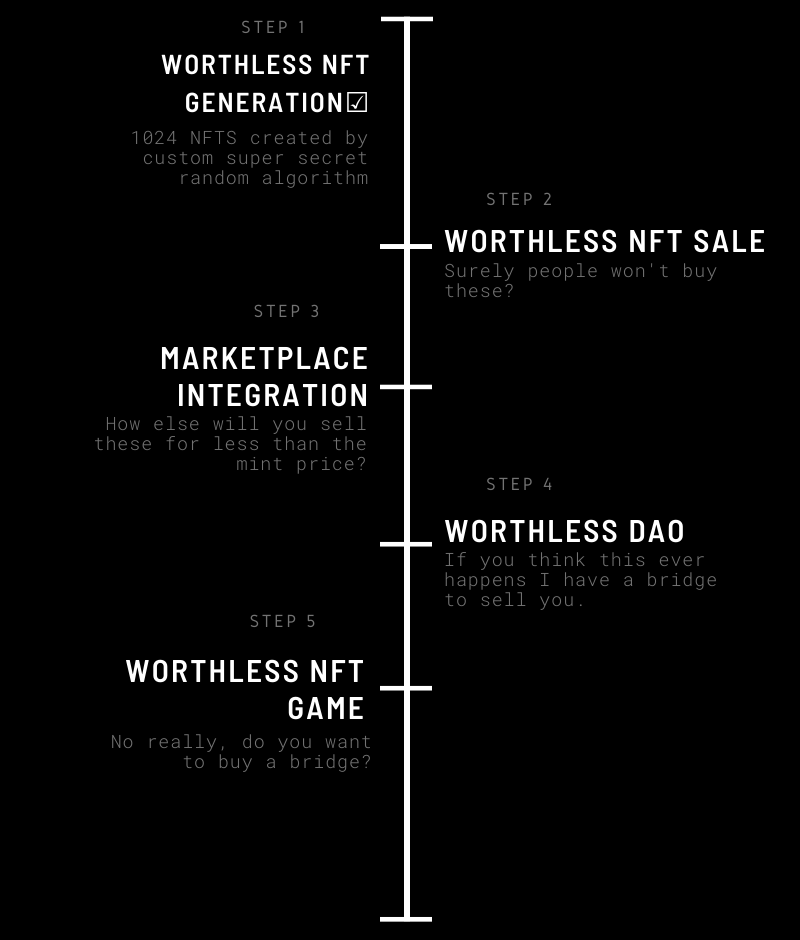 STEP 1
WORTHLESS NFT
GENERATION☑
1024 NFTS created by
custom super secret
random algorithm
STEP 2
WORTHLESS NFT SALE
Surely people won't buy
these?
STEP 3
MARKETPLACE
INTEGRATION
How else will you sell
these for less than the
mint price?
STEP 4
WORTHLESS DAO
If you think this ever
happens I have a bridge
to sell you.
STEP 5
WORTHLESS NFT
GAME
No really, do you want
to buy a bridge?